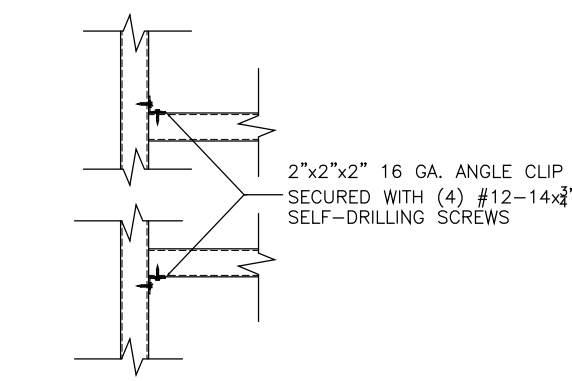 2"x2"x2" 16 GA. ANGLE CLIP
SECURED WITH (4) #12-14x3/4"
SELF-DRILLING SCREWS